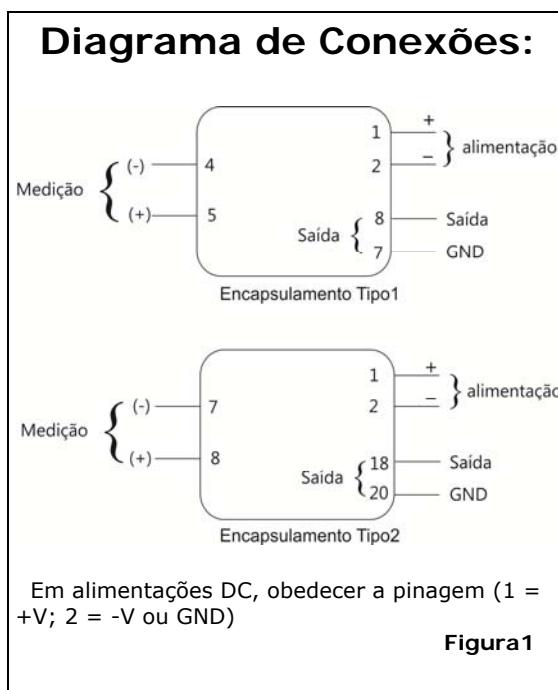 Diagrama de Conexões:
1 + alimentação
Medição (-) 4 2 –
(+) 5 Saída 8 Saída
7 GND
Encapsulamento Tipo1
1 + alimentação
Medição (-) 7 2 –
(+) 8 Saída 18 Saída
20 GND
Encapsulamento Tipo2
Em alimentações DC, obedecer a pinagem (1 =
+V; 2 = -V ou GND)
Figura1